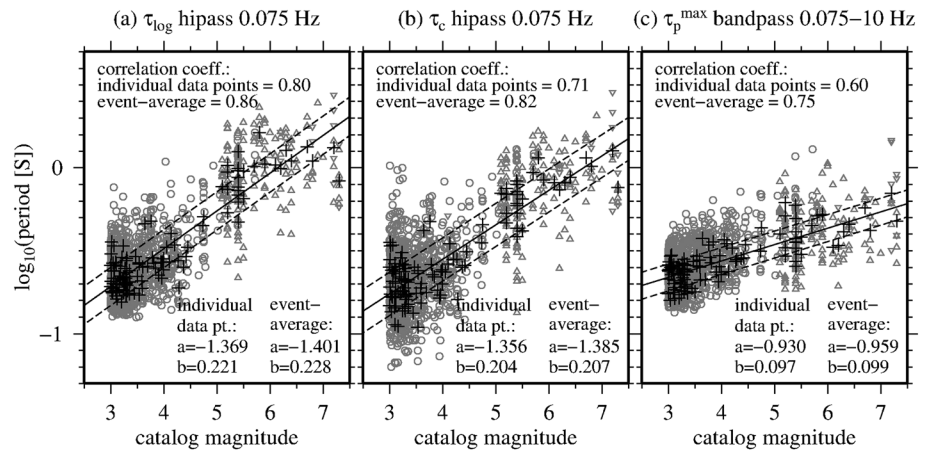 (a) τlog hipass 0.075 Hz
(b) τc hipass 0.075 Hz
(c) τp^max bandpass 0.075−10 Hz
log10(period [S])
0
−1
correlation coeff.:
individual data points = 0.80
event−average = 0.86
individual
data pt.:
a=−1.369
b=0.221
event−
average:
a=−1.401
b=0.228
3 4 5 6 7
catalog magnitude
correlation coeff.:
individual data points = 0.71
event−average = 0.82
individual
data pt.:
a=−1.356
b=0.204
event−
average:
a=−1.385
b=0.207
3 4 5 6 7
catalog magnitude
correlation coeff.:
individual data points = 0.60
event−average = 0.75
individual
data pt.:
a=−0.930
b=0.097
event−
average:
a=−0.959
b=0.099
3 4 5 6 7
catalog magnitude